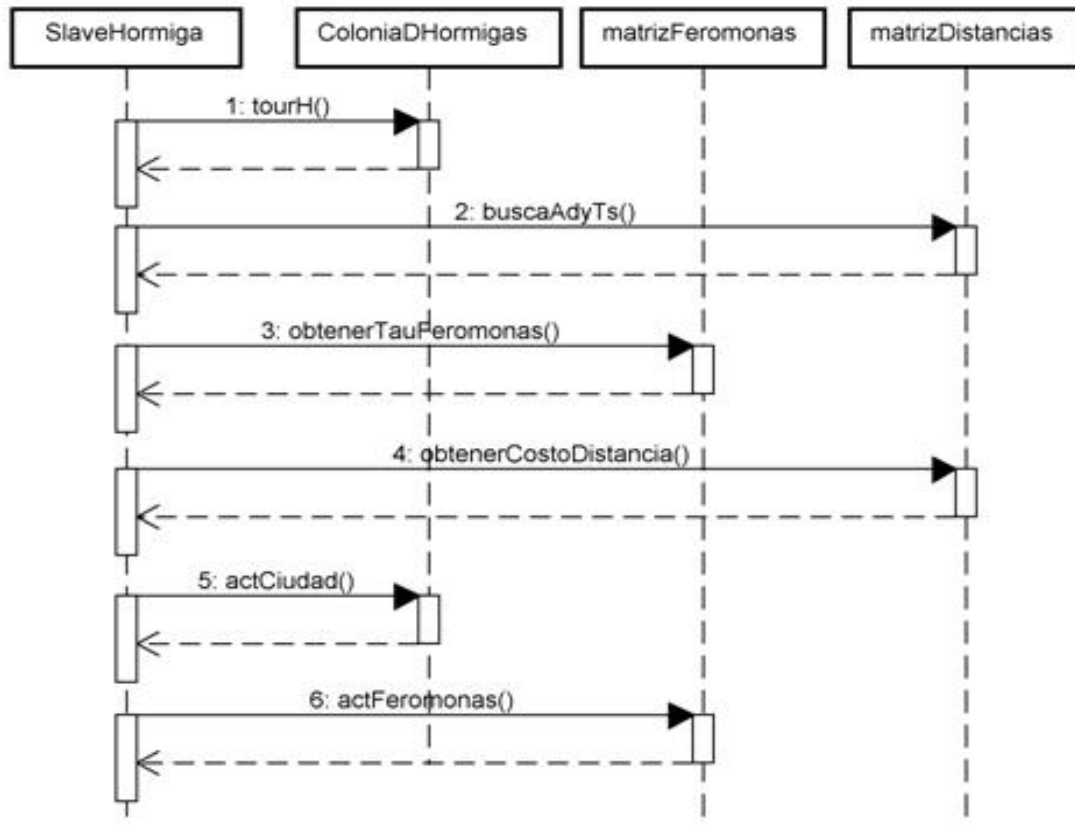 SlaveHormiga
ColoniaDHormigas
matrizFeromonas
matrizDistancias
1: tourH()
2: buscaAdyTs()
3: obtenerTauFeromonas()
4: obtenerCostoDistancia()
5: actCiudad()
6: actFeromonas()